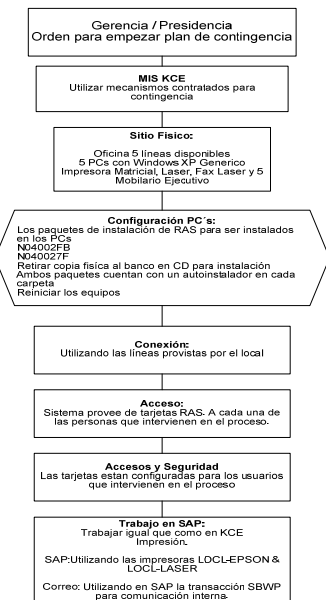 Gerencia / Presidencia
Orden para empezar plan de contingencia
MIS KCE
Utilizar mecanismos contratados para
contingencia
Sitio Fisico:
Oficina 5 líneas disponibles
5 PCs con Windows XP Generico
Impresora Matricial, Laser, Fax Laser y 5
Mobilario Ejecutivo
Configuración PC´s:
Los paquetes de instalación de RAS para ser instalados
en los PCs
N04002FB
N040027F
Retirar copia fisíca al banco en CD para instalación
Ambos paquetes cuentan con un autoinstalador en cada
carpeta
Reiniciar los equipos
Conexión:
Utilizando las líneas provistas por el local
Acceso:
Sistema provee de tarjetas RAS. A cada una de
las personas que intervienen en el proceso.
Accesos y Seguridad
Las tarjetas estan configuradas para los usuarios
que intervienen en el proceso
Trabajo en SAP:
Trabajar igual que como en KCE
Impresión.
SAP:Utilizando las impresoras LOCL-EPSON &
LOCL-LASER
Correo: Utilizando en SAP la transacción SBWP
para comunicación interna.